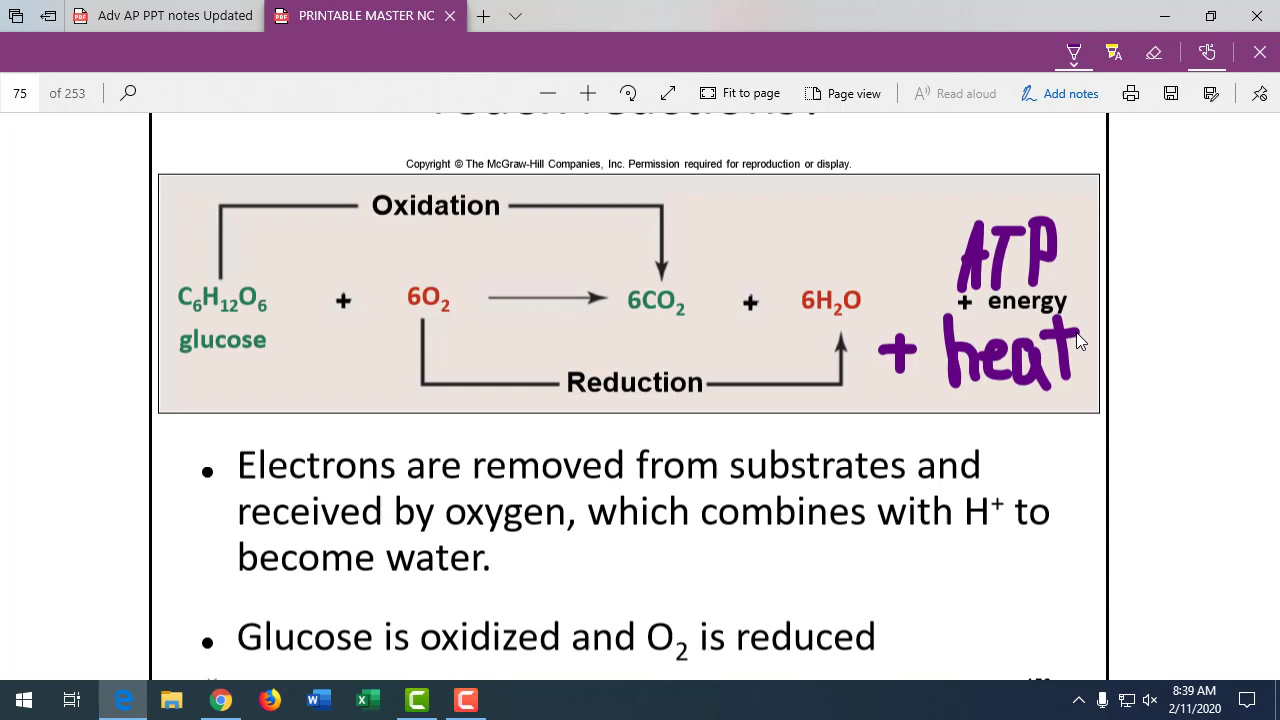 Adv AP PPT notes Updated
PRINTABLE MASTER NC
75 of 253
Fit to page
Page view
Read aloud
Add notes
Copyright © The McGraw-Hill Companies, Inc. Permission required for reproduction or display.
Oxidation
ATP
C₆H₁₂O₆ + 6O₂ 6CO₂ + 6H₂O + energy
glucose
+ heat
Reduction
• Electrons are removed from substrates and
received by oxygen, which combines with H⁺ to
become water.
• Glucose is oxidized and O₂ is reduced
8:39 AM
2/11/2020